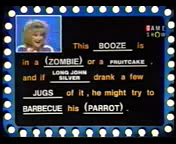 GAME
SHOW
This BOOZE is
in a (ZOMBIE) or a FRUITCAKE,
and if LONG JOHN SILVER drank a few
JUGS of it, he might try to
BARBECUE his (PARROT).